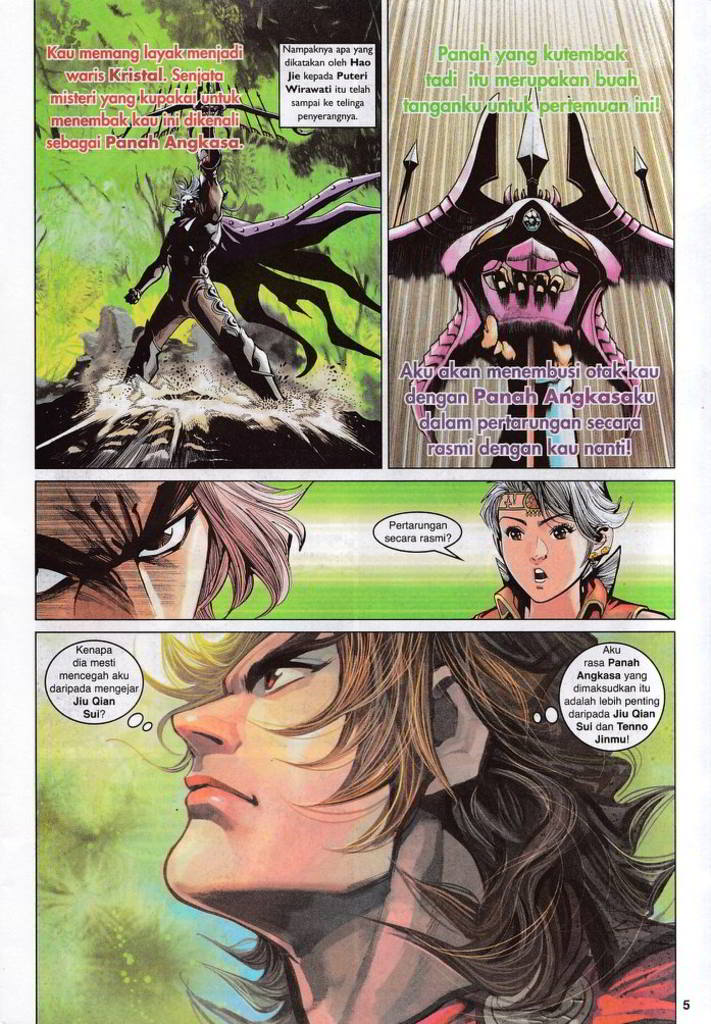 Kau memang layak menjadi
waris Kristal. Senjata
misteri yang kupakai untuk
menembak kau ini dikenali
sebagai Panah Angkasa.
Nampaknya apa yang
dikatakan oleh Hao
Jie kepada Puteri
Wirawati itu telah
sampai ke telinga
penyerangnya.
Panah yang kutembak
tadi itu merupakan buah
tanganku untuk pertemuan ini!
Aku akan menembusi otak kau
dengan Panah Angkasaku
dalam pertarungan secara
rasmi dengan kau nanti!
Pertarungan
secara rasmi?
Kenapa
dia mesti
mencegah aku
daripada mengejar
Jiu Qian
Sui?
Aku
rasa Panah
Angkasa yang
dimaksudkan itu
adalah lebih penting
daripada Jiu Qian
Sui dan Tenno
Jinmu!
5